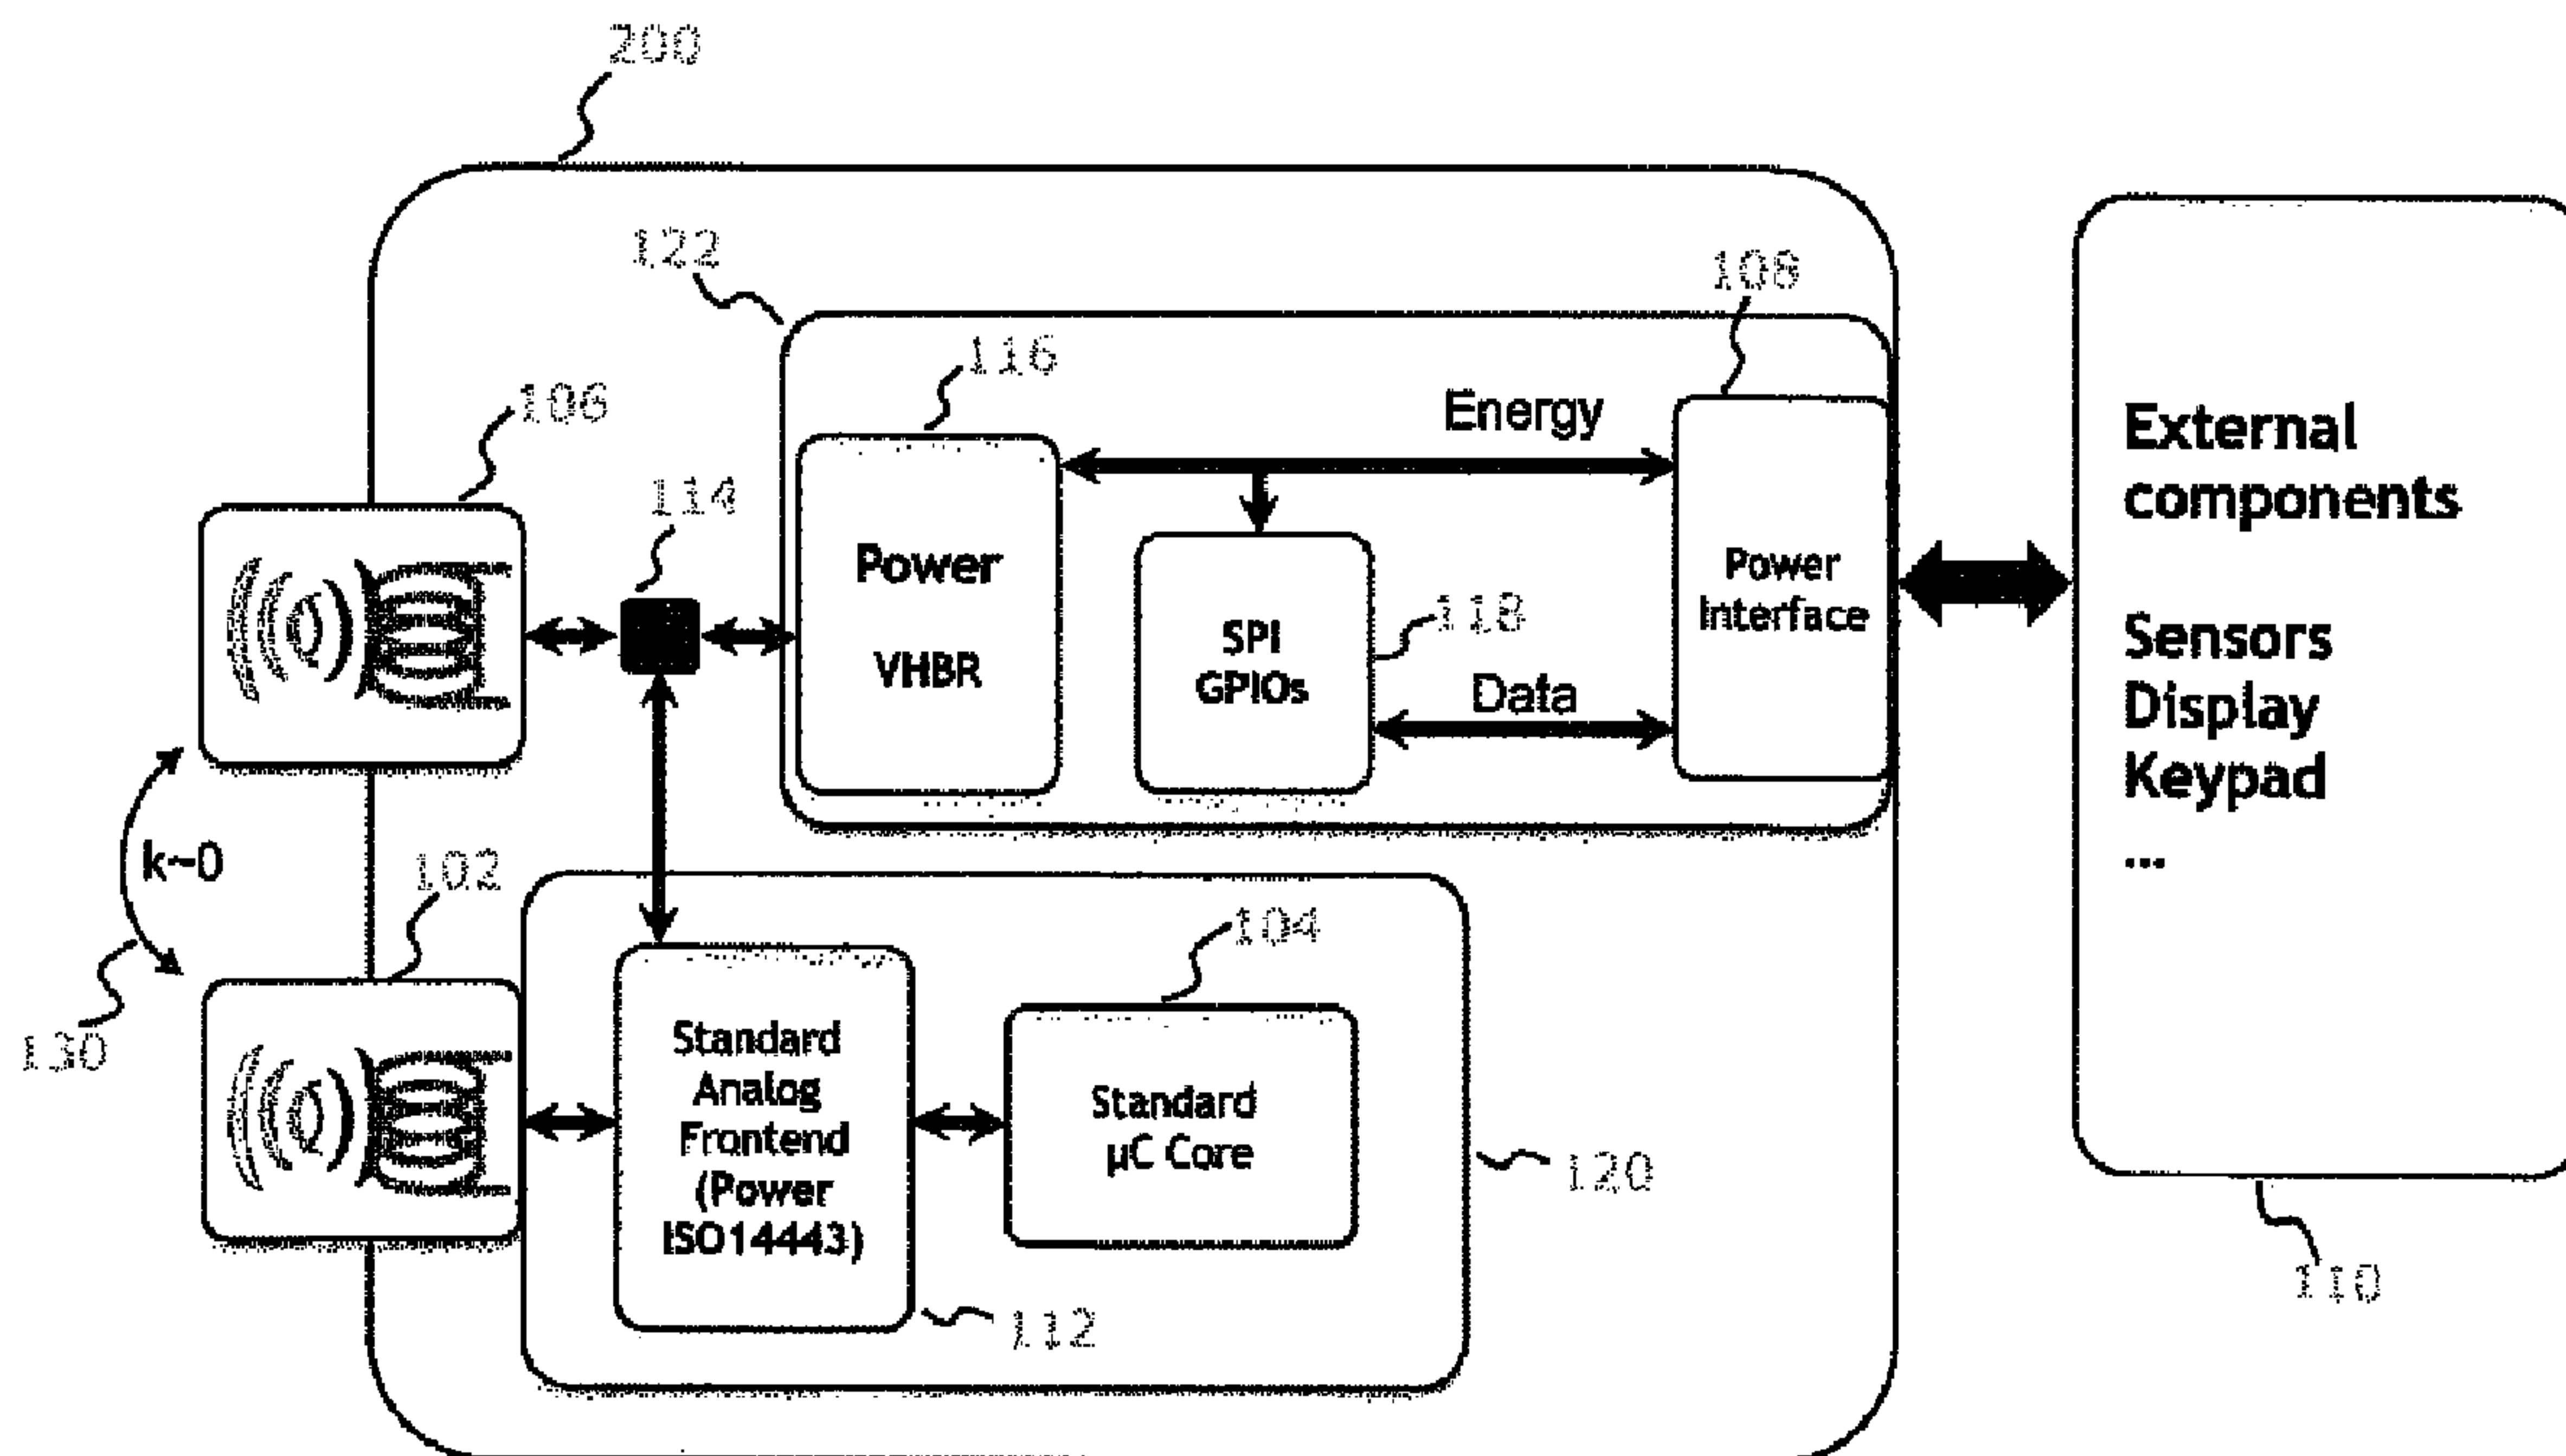 200
122
108
116
106
Energy
114
External
components
Power
VHBR
Power
Interface
SPI
GPIOs
118
Sensors
Display
Keypad
...
Data
k~0
102
104
130
Standard
Analog
Frontend
(Power
ISO14443)
Standard
µC Core
120
112
110